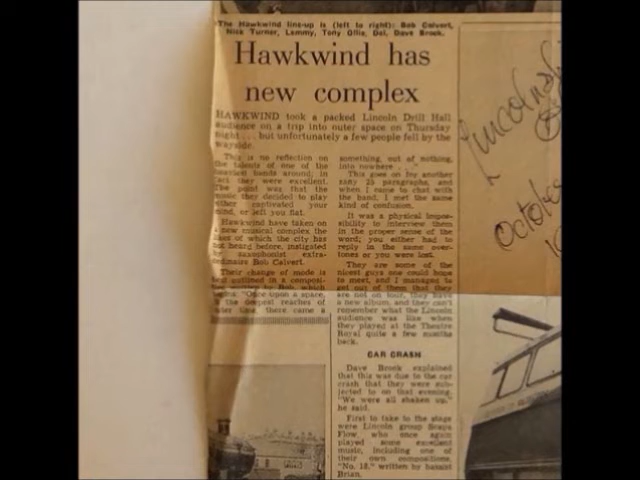 The Hawkwind line-up is (left to right): Bob Calvert,
Nick Turner, Lemmy, Tony Ollis, Del, Dave Brock.
Hawkwind has
new complex
HAWKWIND took a packed Lincoln Drill Hall
audience on a trip into outer space on Thursday
night . . . but unfortunately a few people fell by the
wayside.
This is no reflection on
the talents of one of the
heaviest bands around; in
fact they were excellent.
The point was that the
music they decided to play
either captivated your
mind, or left you flat.
Hawkwind have taken on
a new musical complex the
likes of which the city has
not heard before, instigated
by saxophonist extra-
ordinaire Bob Calvert.
Their change of mode is
best outlined in a composi-
tion written by Bob which
begins: "Once upon a space,
in the deepest reaches of
outer time, there came a
something, out of nothing,
into nowhere . . ."
This goes on for another
zany 25 paragraphs, and
when I came to chat with
the band, I met the same
kind of confusion.
It was a physical impos-
sibility to interview them
in the proper sense of the
word; you either had to
reply in the same over-
tones or you were lost.
They are some of the
nicest guys one could hope
to meet, and I managed to
get out of them that they
are not on tour, they have
a new album, and they can't
remember what the Lincoln
audience was like when
they played at the Theatre
Royal quite a few months
back.
CAR CRASH
Dave Brock explained
that this was due to the car
crash that they were sub-
jected to on that evening.
"We were all shaken up,"
he said.
First to take to the stage
were Lincoln group
Flow, who once again
played some excellent
music, including one of
their own compositions,
"No. 18," written by bassist
Brian.
October